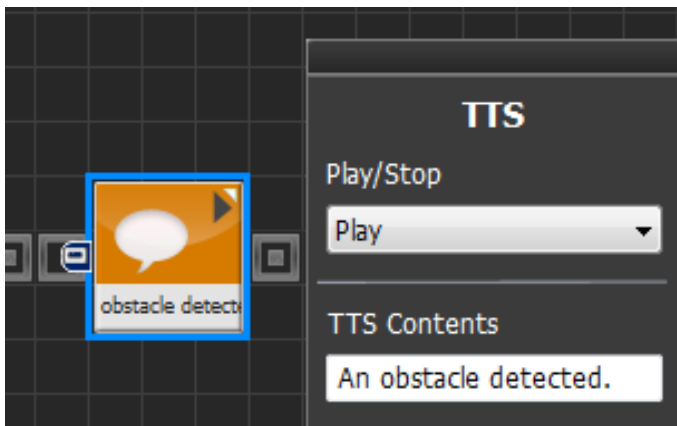 TTS
Play/Stop
Play
obstacle detecte
TTS Contents
An obstacle detected.